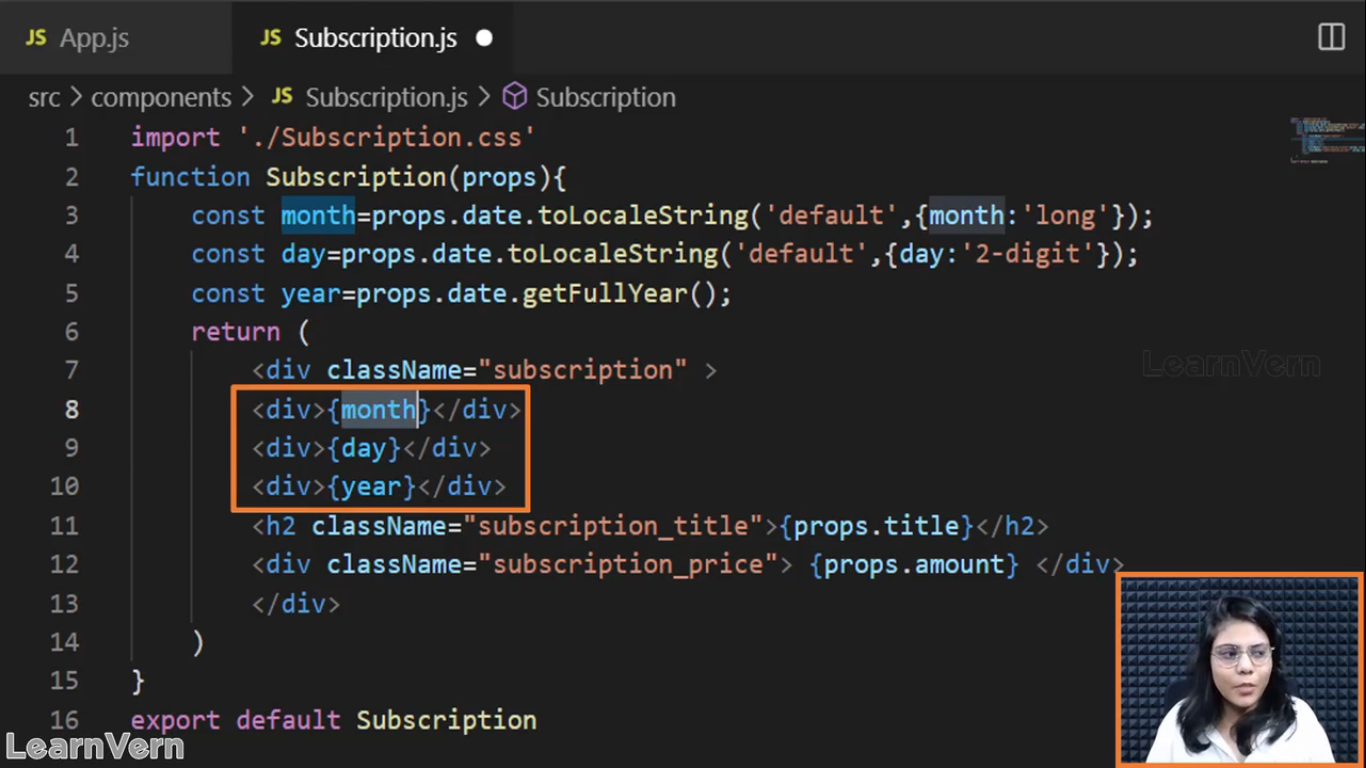 JS App.js
JS Subscription.js
src > components > JS Subscription.js > Subscription
1 import './Subscription.css'
2 function Subscription(props){
3 const month=props.date.toLocaleString('default',{month:'long'});
4 const day=props.date.toLocaleString('default',{day:'2-digit'});
5 const year=props.date.getFullYear();
6 return (
7 <div className="subscription" >
LearnVern
8 <div>{month}</div>
9 <div>{day}</div>
10 <div>{year}</div>
11 <h2 className="subscription_title">{props.title}</h2>
12 <div className="subscription_price"> {props.amount} </div>
13 </div>
14 )
15 }
16 export default Subscription
LearnVern